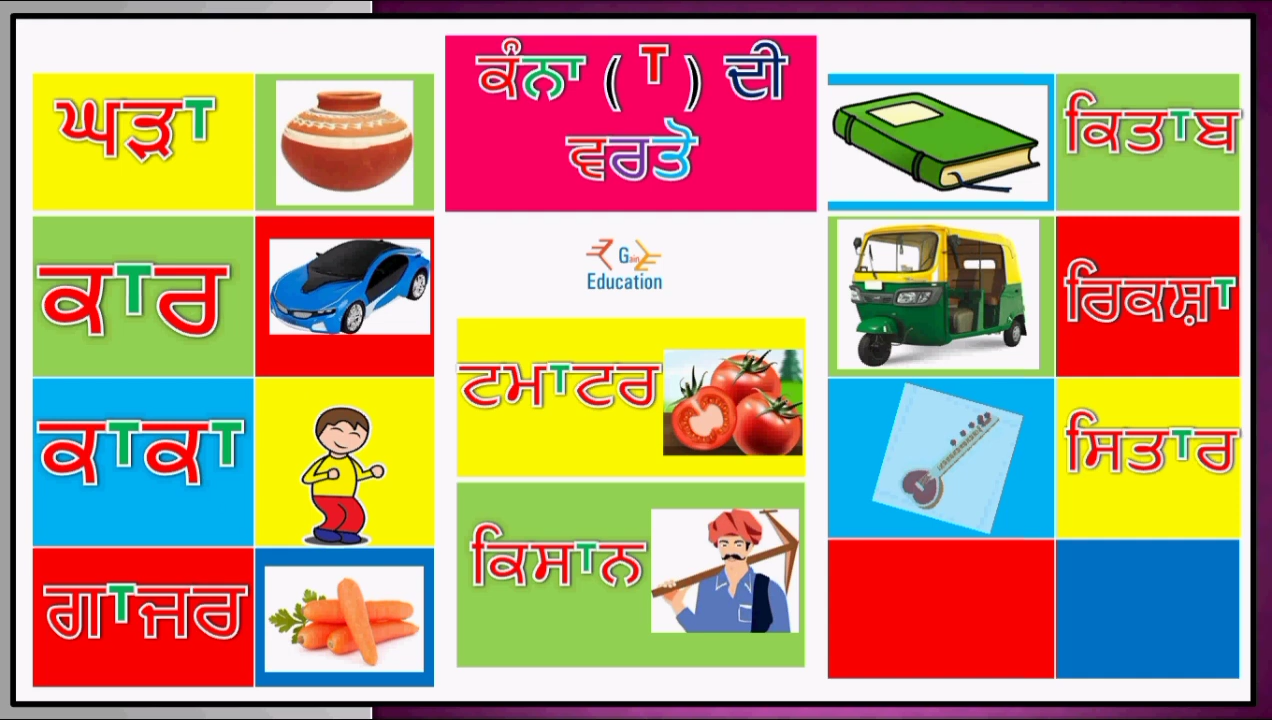 ਕੰਨਾ ( ਾ ) ਦੀ
ਵਰਤੋਂ
ਘੜਾ
ਕਾਰ
ਕਾਕਾ
ਗਾਜਰ
Gain
Education
ਟਮਾਟਰ
ਕਿਸਾਨ
ਕਿਤਾਬ
ਰਿਕਸ਼ਾ
ਸਿਤਾਰ